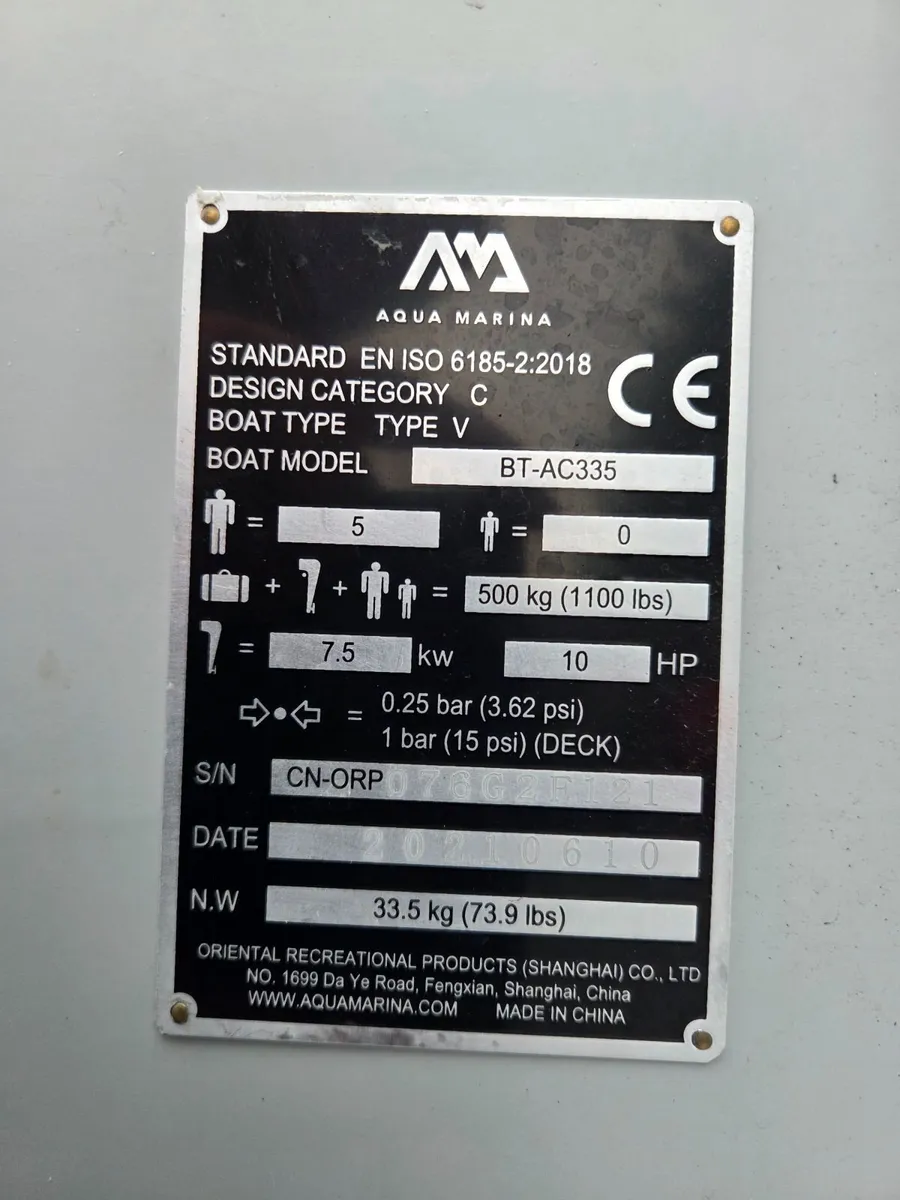 AQUA MARINA
STANDARD EN ISO 6185-2:2018
DESIGN CATEGORY C
CE
BOAT TYPE TYPE V
BOAT MODEL BT-AC335
= 5 = 0
+ + = 500 kg (1100 lbs)
= 7.5 kw 10 HP
= 0.25 bar (3.62 psi)
1 bar (15 psi) (DECK)
S/N CN-ORP 076G2F121
DATE 20210610
N.W 33.5 kg (73.9 lbs)
ORIENTAL RECREATIONAL PRODUCTS (SHANGHAI) CO., LTD
NO. 1699 Da Ye Road, Fengxian, Shanghai, China
WWW.AQUAMARINA.COM MADE IN CHINA